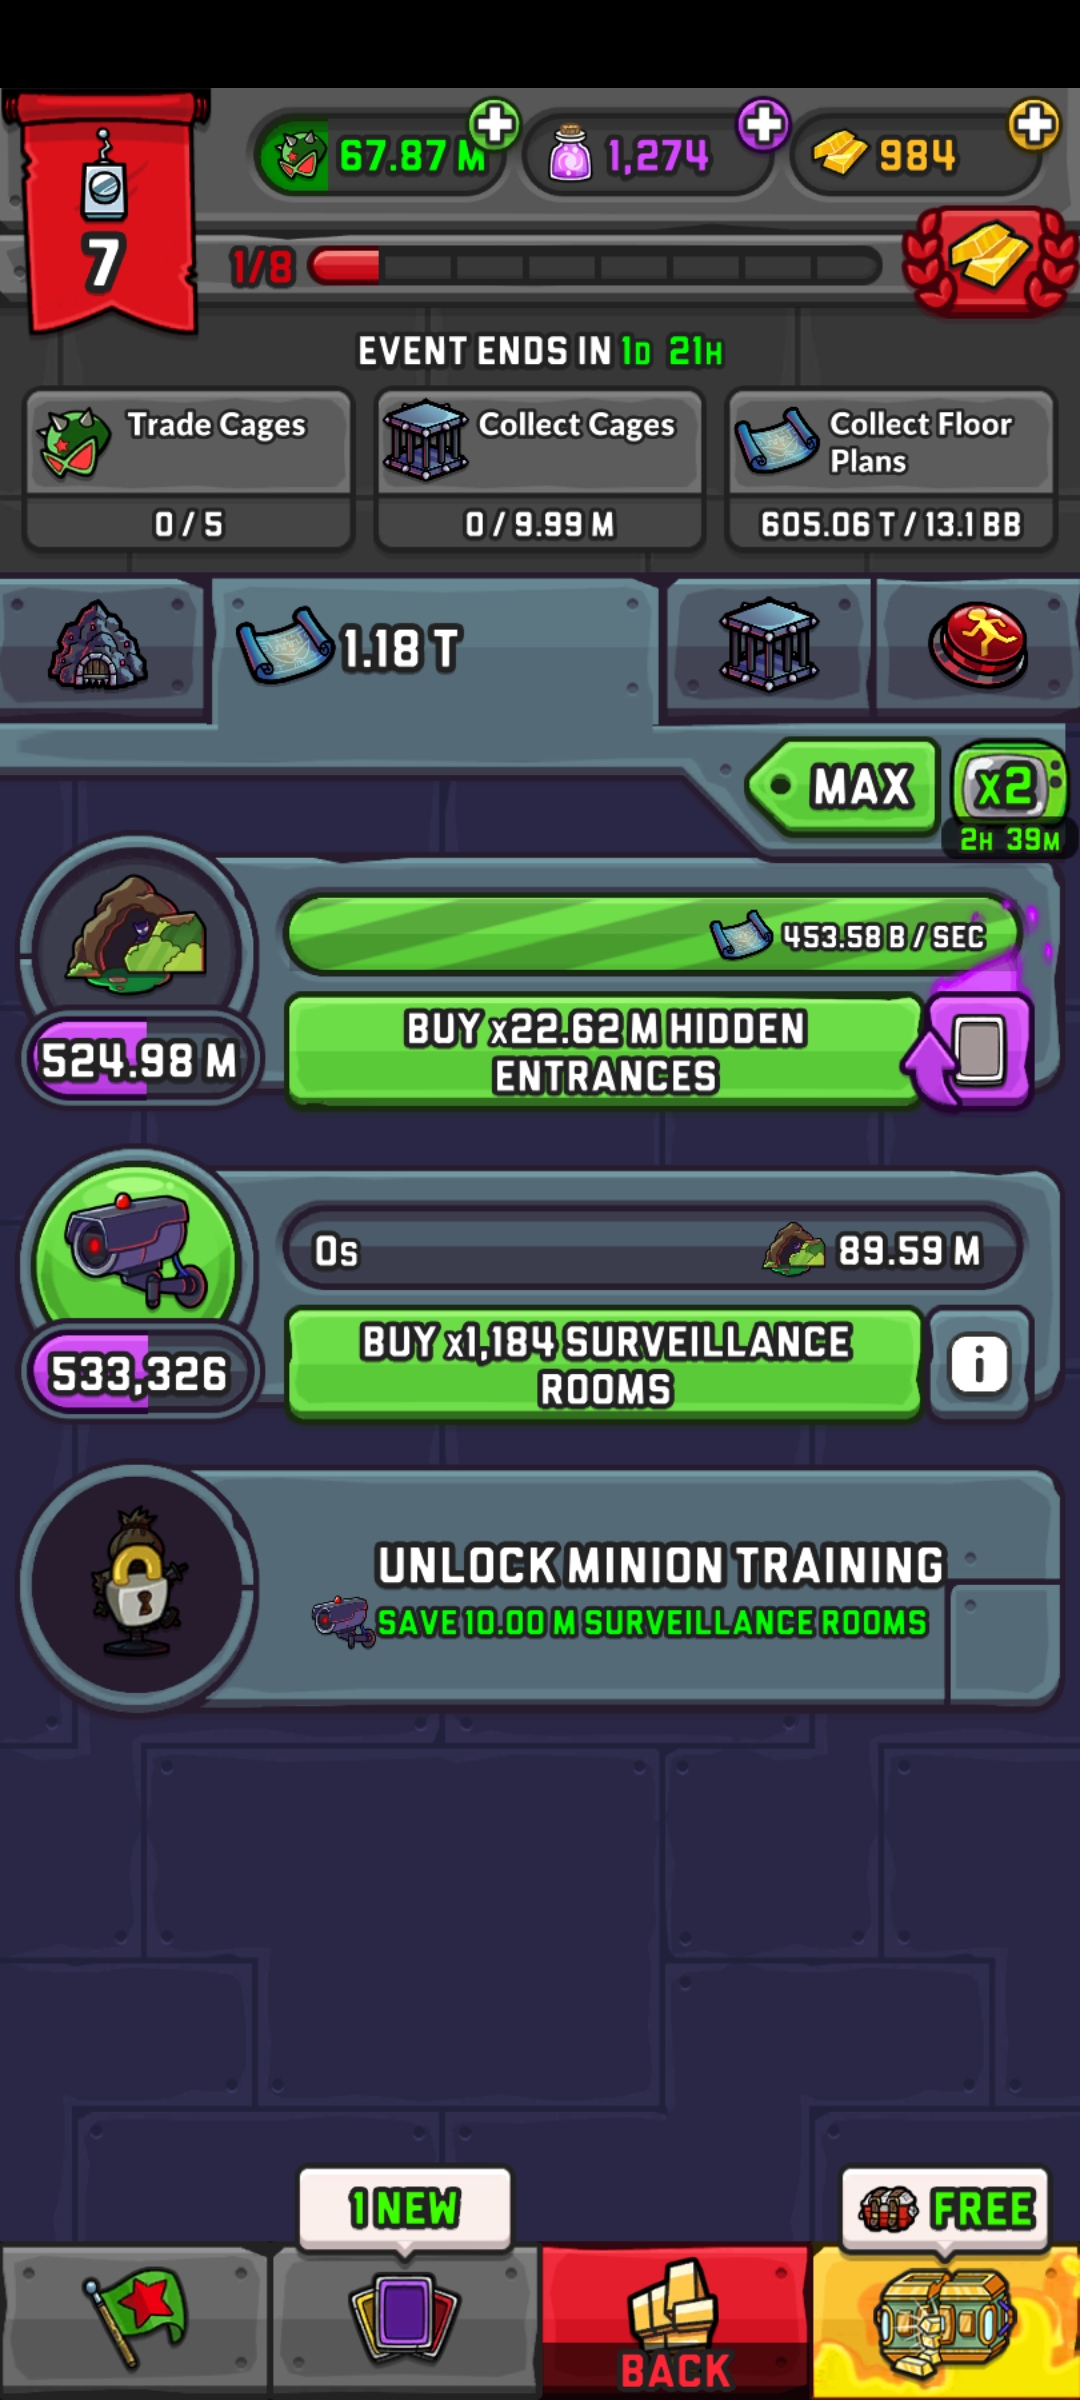 67.87 M
1,274
984
7
1/8
EVENT ENDS IN 1D 21H
Trade Cages
0 / 5
Collect Cages
0 / 9.99 M
Collect Floor
Plans
605.06 T / 13.1 BB
1.18 T
MAX
x2
2H 39M
453.58 B / SEC
524.98 M
BUY x22.62 M HIDDEN
ENTRANCES
0s
89.59 M
533,326
BUY x1,184 SURVEILLANCE
ROOMS
i
UNLOCK MINION TRAINING
SAVE 10.00 M SURVEILLANCE ROOMS
1 NEW
FREE
BACK